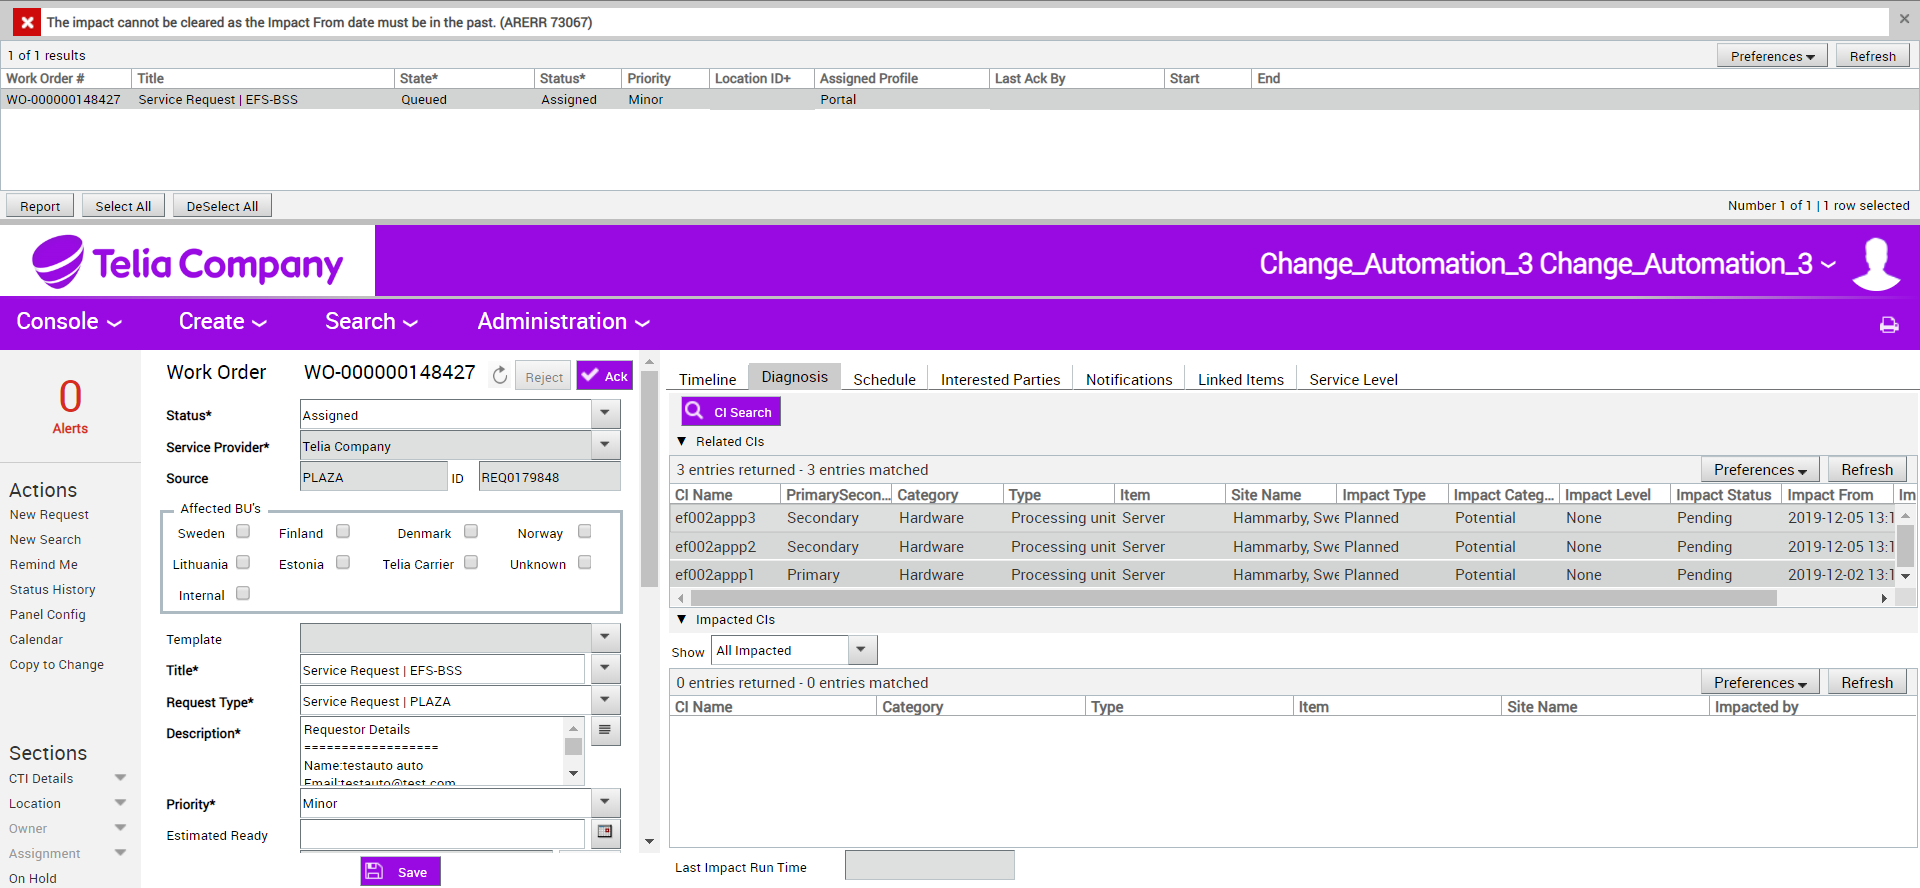 The impact cannot be cleared as the Impact From date must be in the past. (ARERR 73067)
1 of 1 results
Preferences
Refresh
Work Order # Title State* Status* Priority Location ID+ Assigned Profile Last Ack By Start End
WO-000000148427 Service Request | EFS-BSS Queued Assigned Minor Portal
Report Select All DeSelect All
Number 1 of 1 | 1 row selected
Telia Company
Change_Automation_3 Change_Automation_3
Console Create Search Administration
0
Alerts
Actions
New Request
New Search
Remind Me
Status History
Panel Config
Calendar
Copy to Change
Sections
CTI Details
Location
Owner
Assignment
On Hold
Work Order WO-000000148427 Reject Ack
Status* Assigned
Service Provider* Telia Company
Source PLAZA ID REQ0179848
Affected BU's
Sweden Finland Denmark Norway
Lithuania Estonia Telia Carrier Unknown
Internal
Template
Title* Service Request | EFS-BSS
Request Type* Service Request | PLAZA
Description* Requestor Details
==================
Name:testauto auto
Email:testauto@test.com
Priority* Minor
Estimated Ready
Save
Timeline Diagnosis Schedule Interested Parties Notifications Linked Items Service Level
CI Search
Related CIs
3 entries returned - 3 entries matched
Preferences Refresh
CI Name PrimarySecon... Category Type Item Site Name Impact Type Impact Categ... Impact Level Impact Status Impact From Im
ef002appp3 Secondary Hardware Processing unit Server Hammarby, Swe Planned Potential None Pending 2019-12-05 13:1
ef002appp2 Secondary Hardware Processing unit Server Hammarby, Swe Planned Potential None Pending 2019-12-05 13:1
ef002appp1 Primary Hardware Processing unit Server Hammarby, Swe Planned Potential None Pending 2019-12-02 13:1
Impacted CIs
Show All Impacted
0 entries returned - 0 entries matched
Preferences Refresh
CI Name Category Type Item Site Name Impacted by
Last Impact Run Time